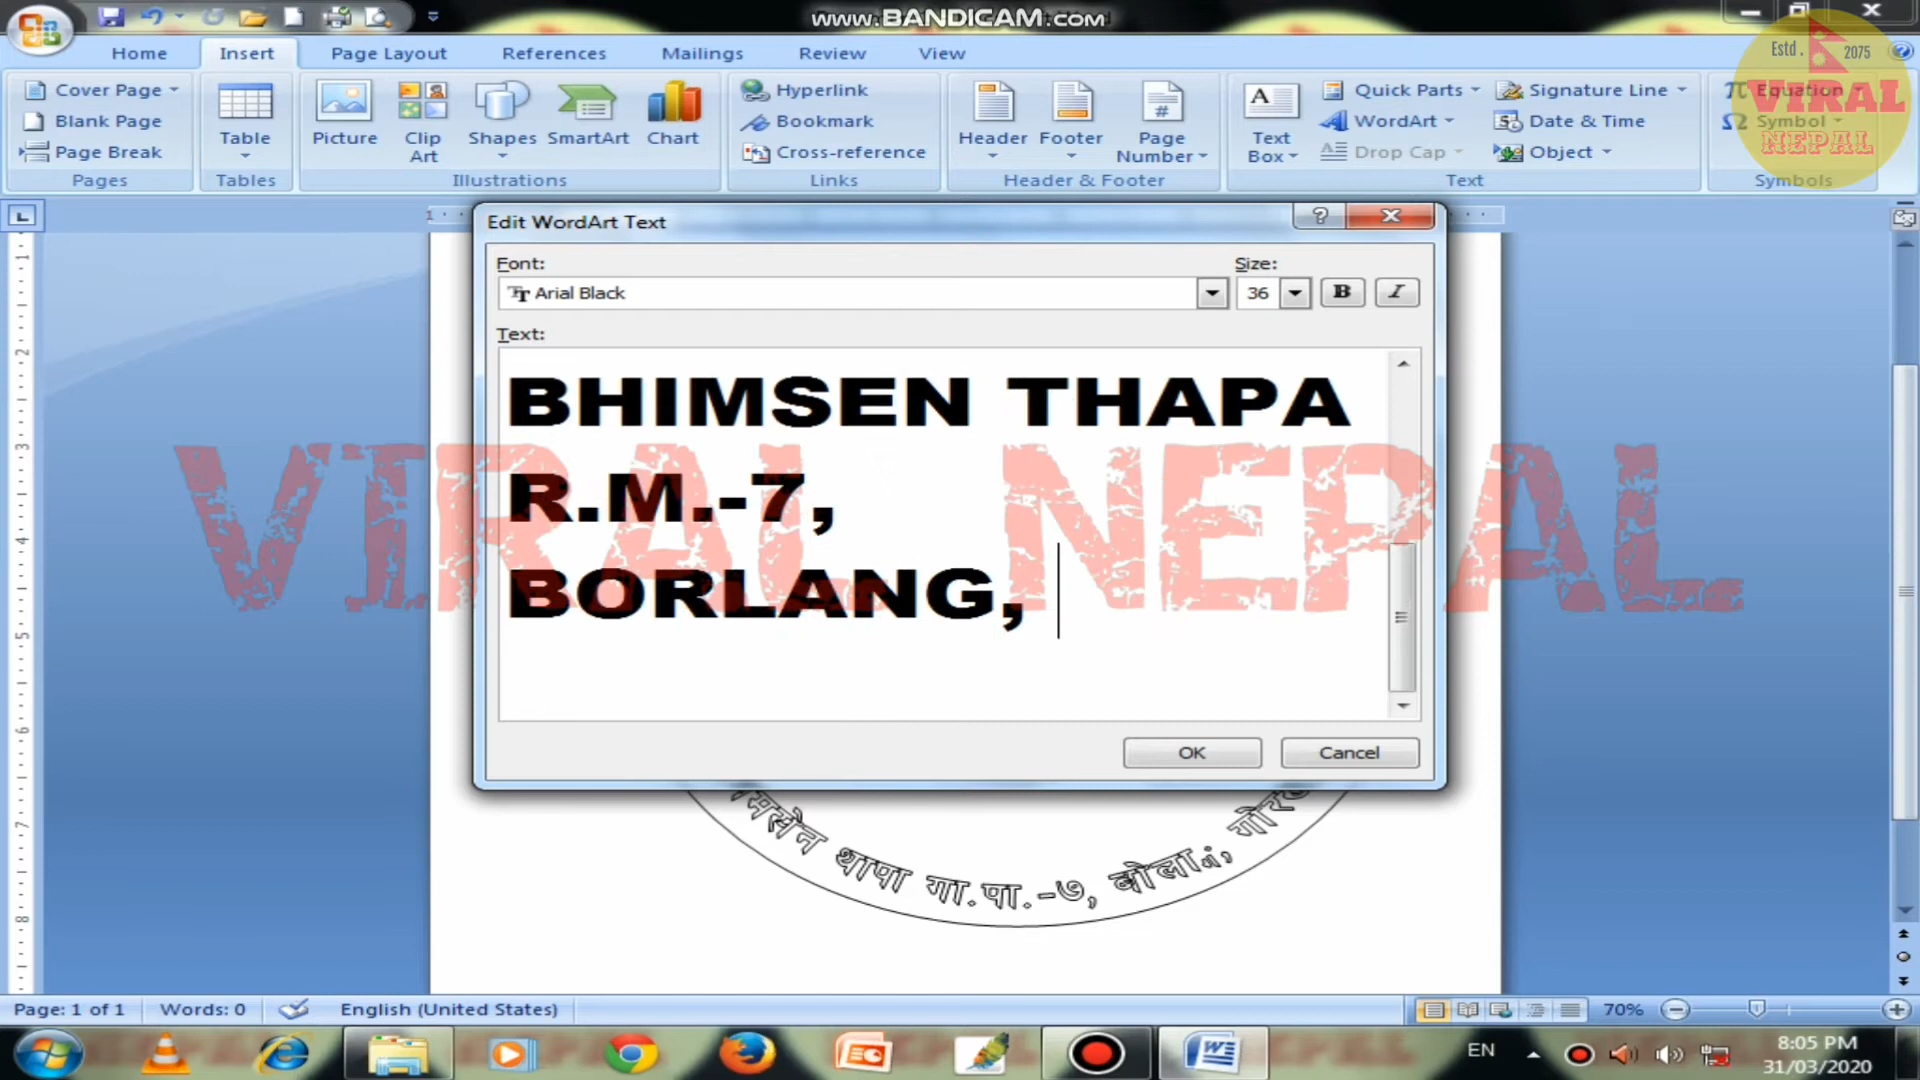 www.BANDICAM.com
Estd . 2075
VIRAL
NEPAL
Home Insert Page Layout References Mailings Review View
Cover Page
Blank Page
Page Break
Pages
Table
Tables
Picture
Clip Art
Shapes
SmartArt
Chart
Illustrations
Hyperlink
Bookmark
Cross-reference
Links
Header
Footer
Page Number
Header & Footer
Text Box
Quick Parts
WordArt
Drop Cap
Signature Line
Date & Time
Object
Text
Equation
Symbol
Symbols
Edit WordArt Text
Font:
Size:
Arial Black
36
B
I
Text:
BHIMSEN THAPA
R.M.-7,
BORLANG,
VIRAL NEPAL
OK
Cancel
थापा गा.पा.-७,
Page: 1 of 1
Words: 0
English (United States)
70%
EN
8:05 PM
31/03/2020